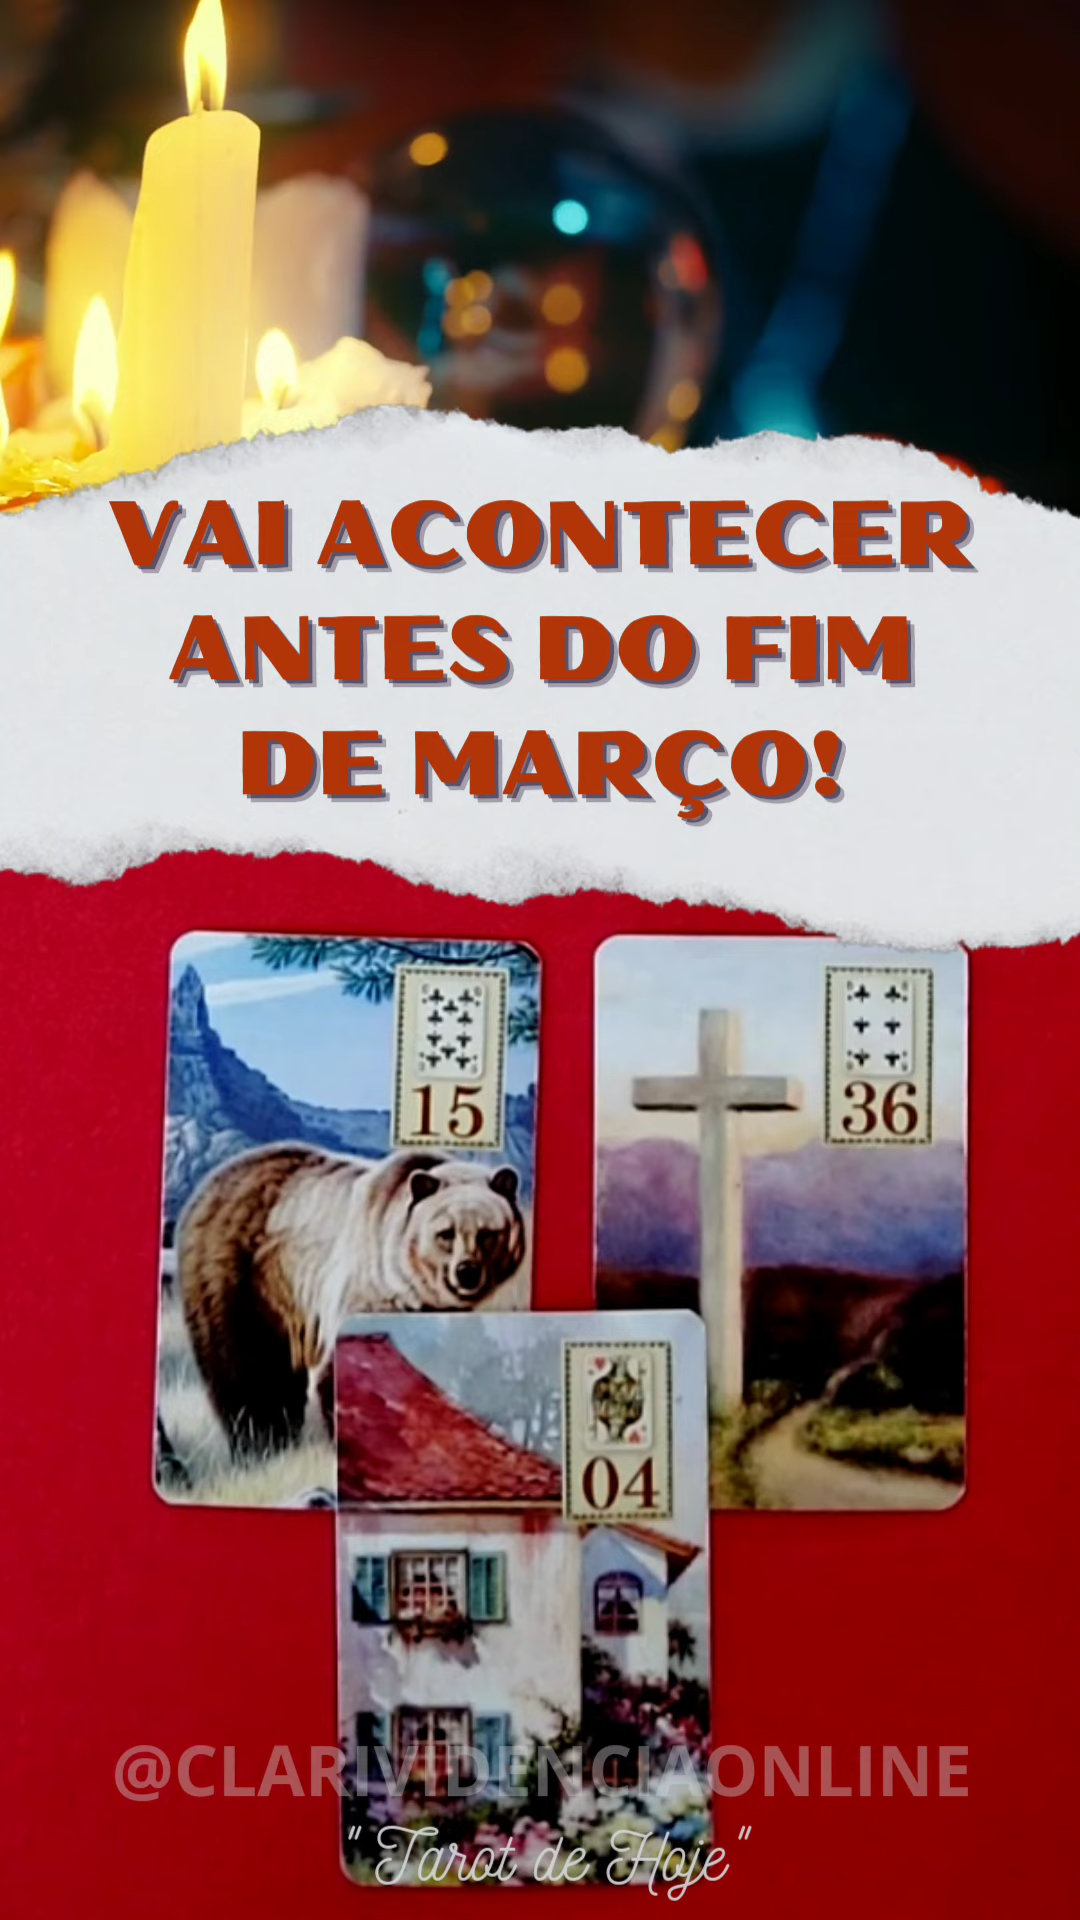 VAI ACONTECER
ANTES DO FIM
DE MARÇO!
15
36
04
@CLARIVIDENCIAONLINE
"Tarot de Hoje"